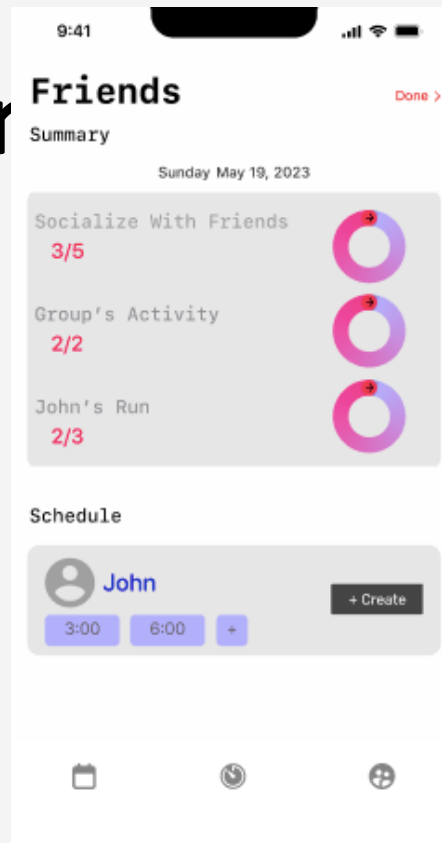 9:41
Friends
Done >
Summary
Sunday May 19, 2023
Socialize With Friends
3/5
Group's Activity
2/2
John's Run
2/3
Schedule
John
+ Create
3:00 6:00 +